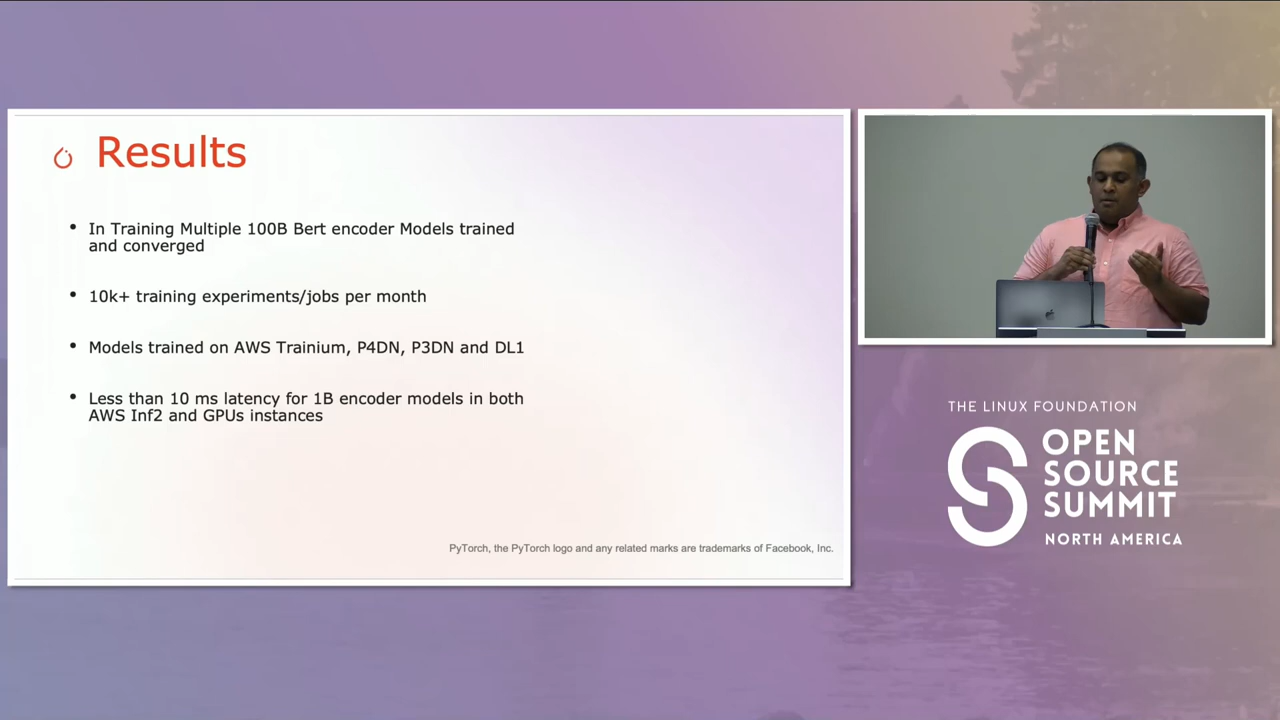 Results
• In Training Multiple 100B Bert encoder Models trained
and converged
• 10k+ training experiments/jobs per month
• Models trained on AWS Trainium, P4DN, P3DN and DL1
• Less than 10 ms latency for 1B encoder models in both
AWS Inf2 and GPUs instances
PyTorch, the PyTorch logo and any related marks are trademarks of Facebook, Inc.
THE LINUX FOUNDATION
OPEN
SOURCE
SUMMIT
NORTH AMERICA